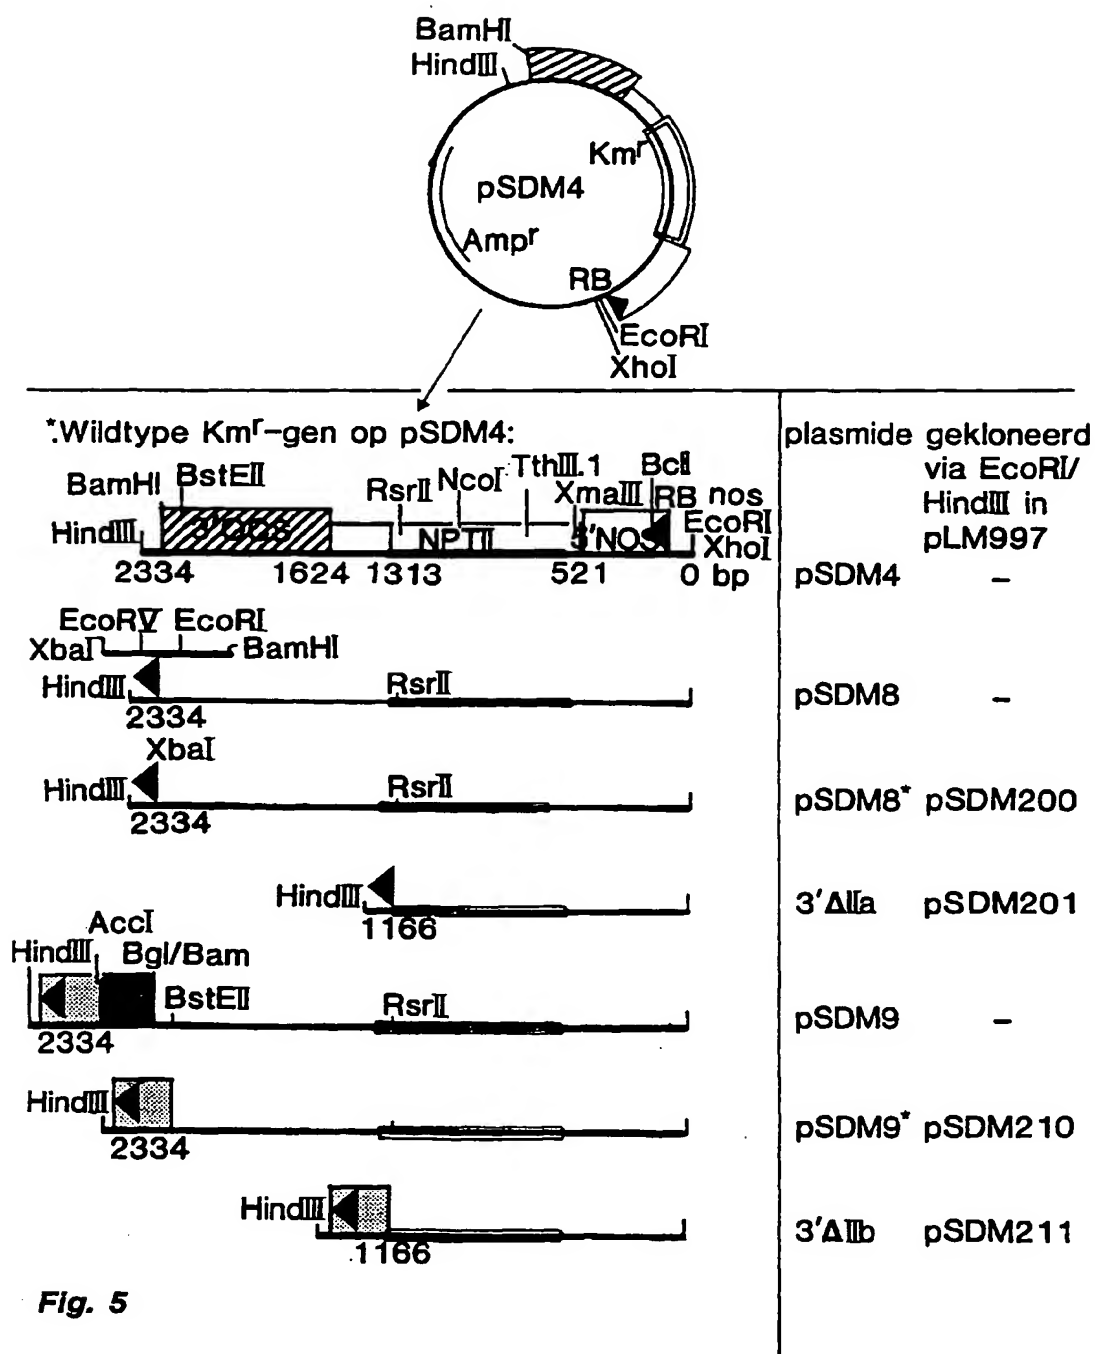 BamHI
HindIII
Kmʳ
pSDM4
Ampʳ
RB
EcoRI
XhoI
*.Wildtype Kmʳ-gen op pSDM4:
plasmide gekloneerd
via EcoRI/
HindIII in
pLM997
BamHI BstEII RsrII NcoI TthIII.1 XmaIII BclI RB nos
HindIII NPTII 5'NOS EcoRI
XhoI
2334 1624 1313 521 0 bp
pSDM4 –
EcoRV EcoRI
XbaI BamHI
HindIII RsrII
2334
pSDM8 –
XbaI
HindIII RsrII
2334
pSDM8* pSDM200
HindIII
1166
3'ΔIIa pSDM201
AccI
HindIII Bgl/Bam
BstEII RsrII
2334
pSDM9 –
HindIII
2334
pSDM9* pSDM210
HindIII
1166
3'ΔIIb pSDM211
Fig. 5